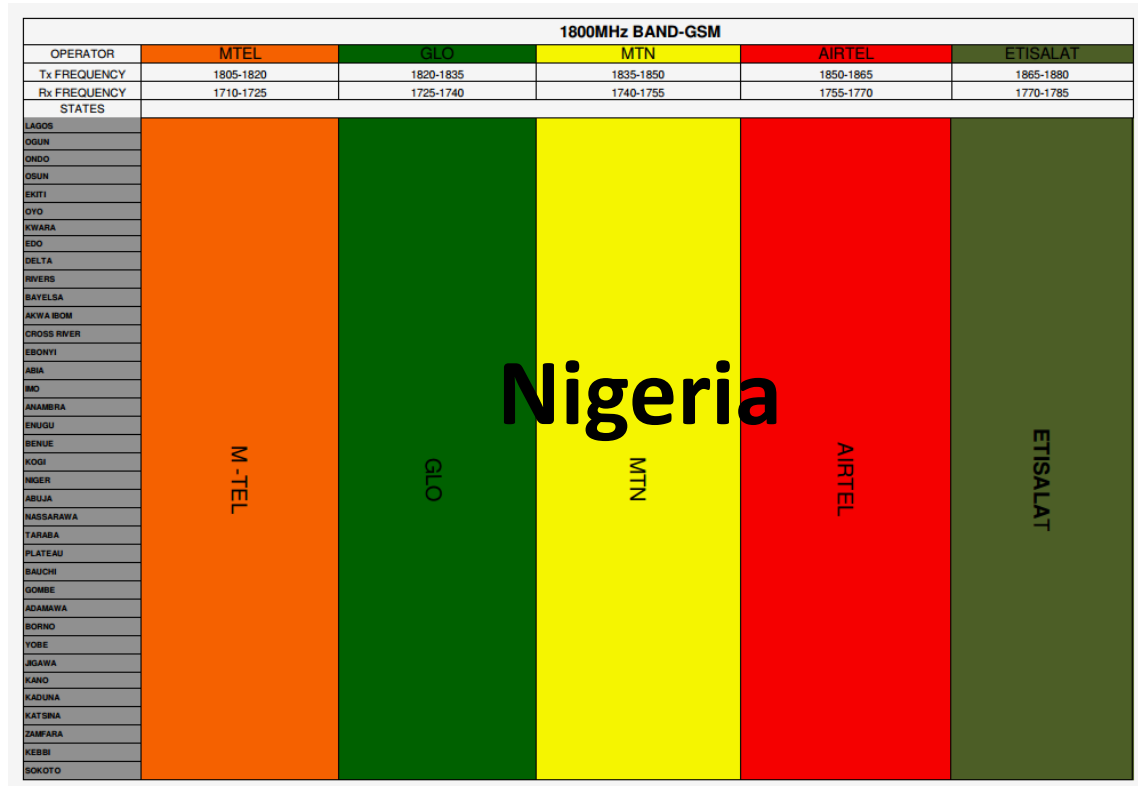 1800MHz BAND-GSM
OPERATOR MTEL GLO MTN AIRTEL ETISALAT
Tx FREQUENCY 1805-1820 1820-1835 1835-1850 1850-1865 1865-1880
Rx FREQUENCY 1710-1725 1725-1740 1740-1755 1755-1770 1770-1785
STATES
LAGOS
OGUN
ONDO
OSUN
EKITI
OYO
KWARA
EDO
DELTA
RIVERS
BAYELSA
AKWA IBOM
CROSS RIVER
EBONYI
ABIA
IMO
ANAMBRA
ENUGU
BENUE
KOGI
NIGER
ABUJA
NASSARAWA
TARABA
PLATEAU
BAUCHI
GOMBE
ADAMAWA
BORNO
YOBE
JIGAWA
KANO
KADUNA
KATSINA
ZAMFARA
KEBBI
SOKOTO
Nigeria
M -TEL
GLO
MTN
AIRTEL
ETISALAT